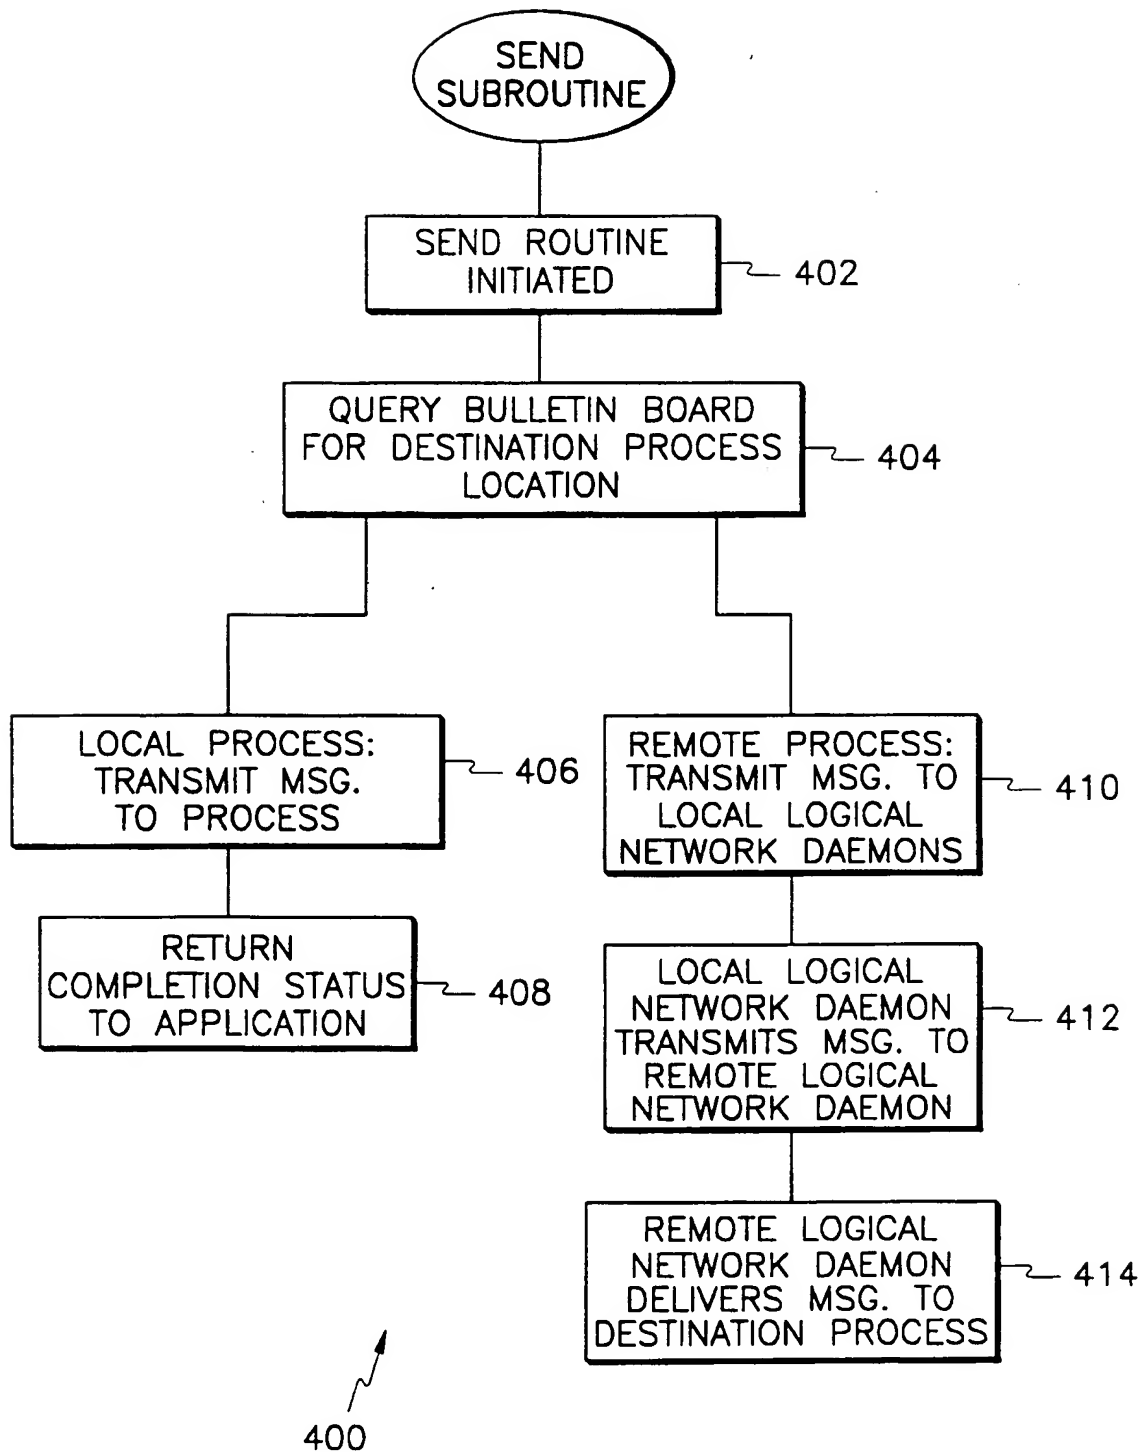 SEND
SUBROUTINE
SEND ROUTINE
INITIATED
402
QUERY BULLETIN BOARD
FOR DESTINATION PROCESS
LOCATION
404
LOCAL PROCESS:
TRANSMIT MSG.
TO PROCESS
406
RETURN
COMPLETION STATUS
TO APPLICATION
408
REMOTE PROCESS:
TRANSMIT MSG. TO
LOCAL LOGICAL
NETWORK DAEMONS
410
LOCAL LOGICAL
NETWORK DAEMON
TRANSMITS MSG. TO
REMOTE LOGICAL
NETWORK DAEMON
412
REMOTE LOGICAL
NETWORK DAEMON
DELIVERS MSG. TO
DESTINATION PROCESS
414
400